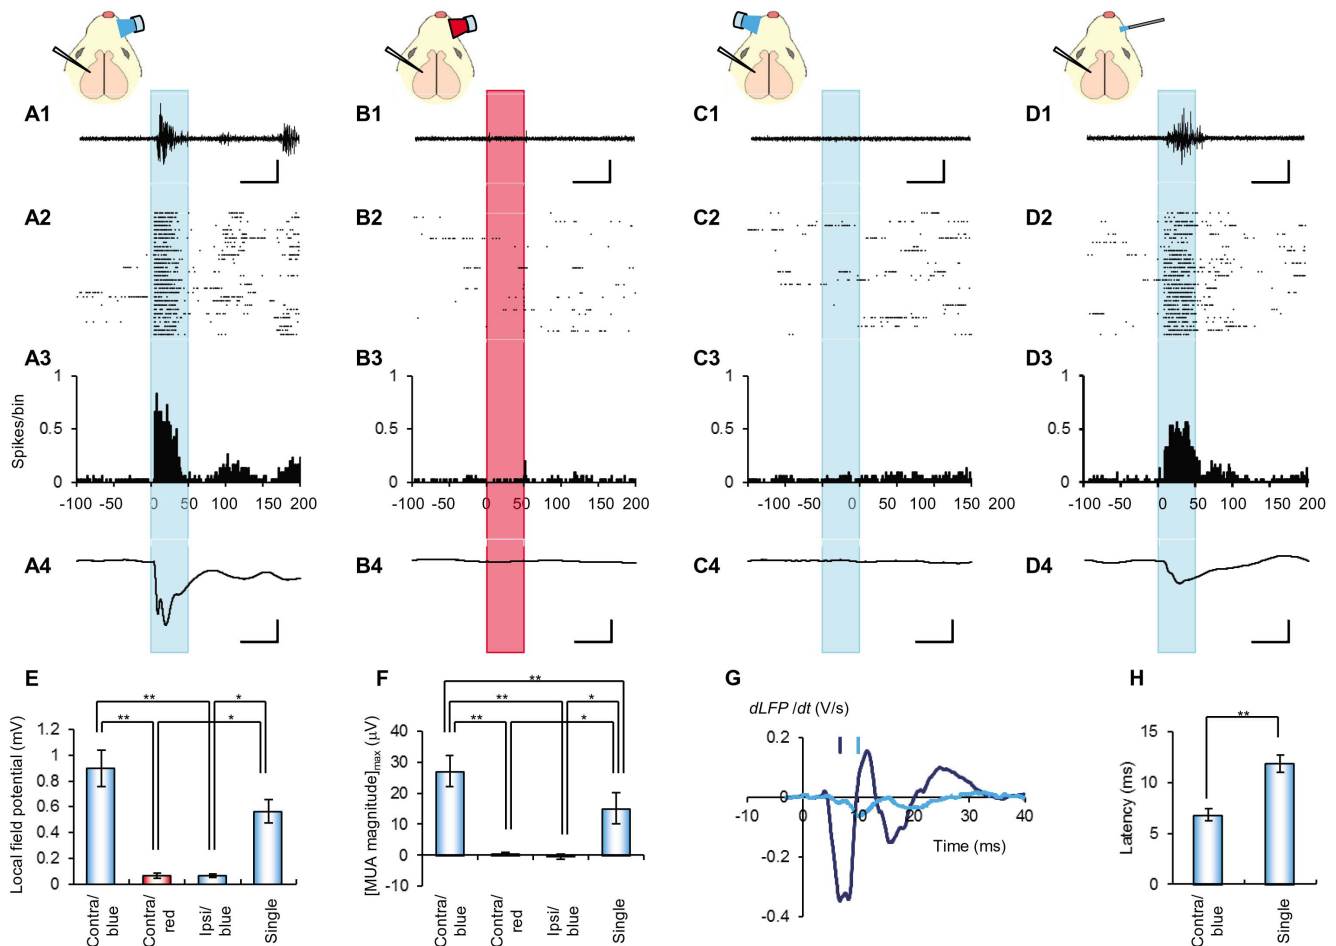 A1 B1 C1 D1
A2 B2 C2 D2
A3 B3 C3 D3
1 1 1 1
Spikes/bin
0.5 0.5 0.5 0.5
0 0 0 0
-100 -50 0 50 100 150 200
-100 -50 0 50 100 150 200
-100 -50 0 0 50 100 150 200
-100 -50 0 50 100 150 200
A4 B4 C4 D4
E
** *
** *
Local field potential (mV)
1.2
1
0.8
0.6
0.4
0.2
0
Contra/
blue
Contra/
red
Ipsi/
blue
Single
F
**
** *
** *
[MUA magnitude]max (μV)
40
30
20
10
0
-10
Contra/
blue
Contra/
red
Ipsi/
blue
Single
G
dLFP /dt (V/s)
0.2
0
-0.2
-0.4
-10 0 10 20 30 40
Time (ms)
H
**
Latency (ms)
15
10
5
0
Contra/
blue
Single